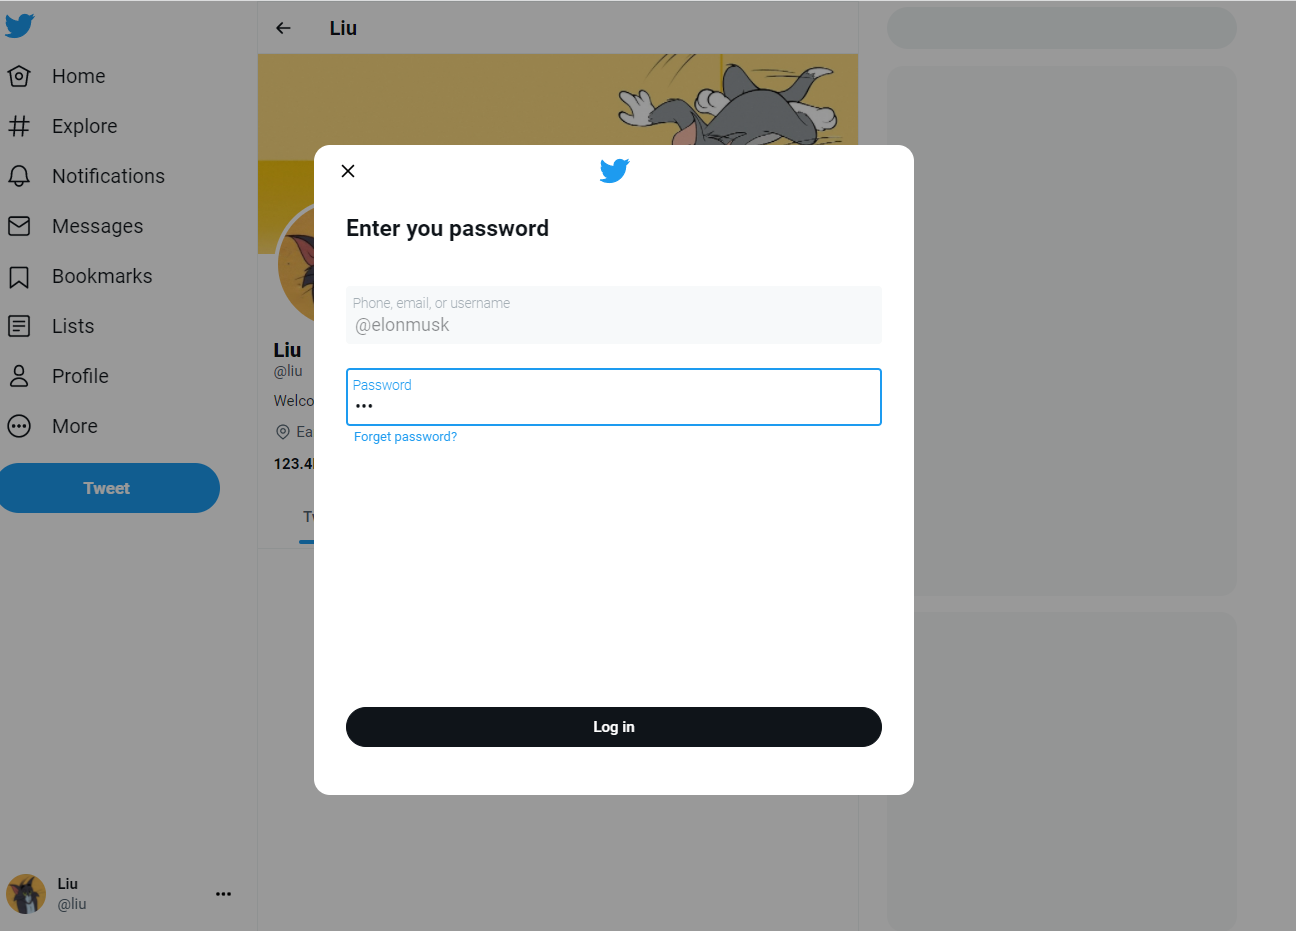 Home
Explore
Notifications
Messages
Bookmarks
Lists
Profile
More
Tweet
Liu
@liu
Liu
Liu
@liu
Welco
Ea
123.4
Enter you password
Phone, email, or username
@elonmusk
Password
•••
Forget password?
Log in